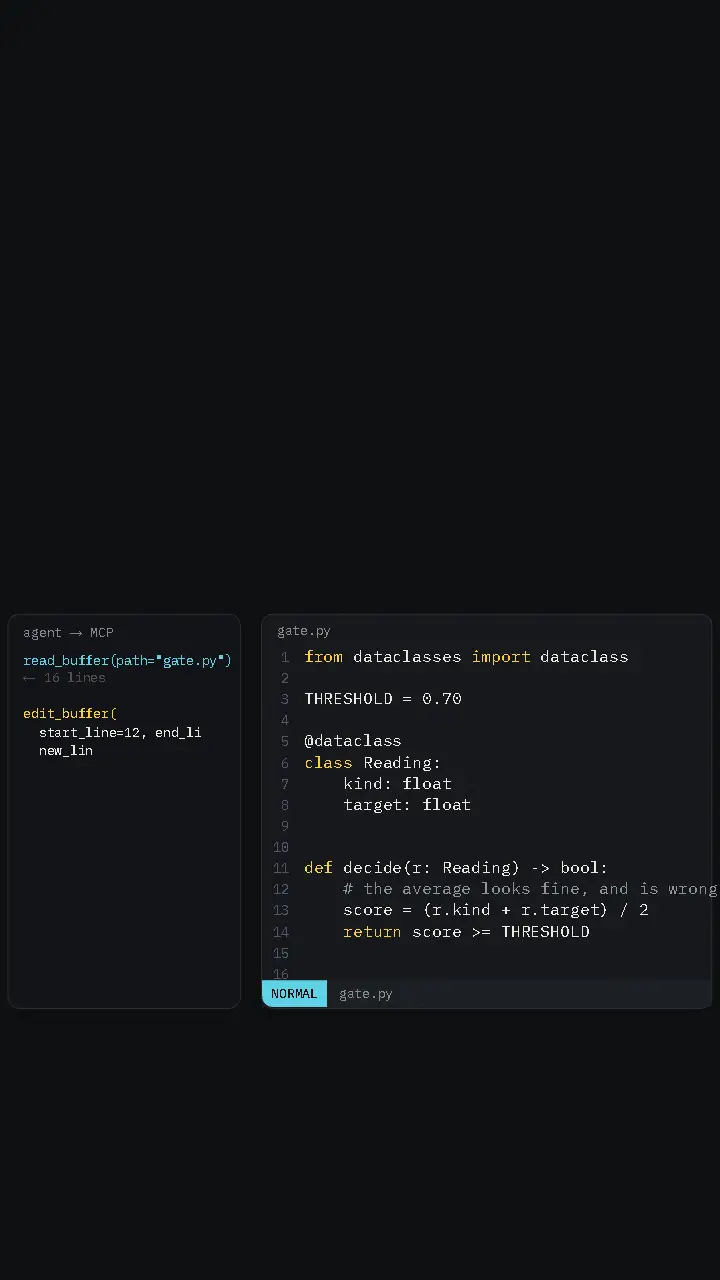 agent → MCP
read_buffer(path="gate.py")
← 16 lines
edit_buffer(
start_line=12, end_li
new_lin
gate.py
1 from dataclasses import dataclass
2
3 THRESHOLD = 0.70
4
5 @dataclass
6 class Reading:
7     kind: float
8     target: float
9
10
11 def decide(r: Reading) -> bool:
12     # the average looks fine, and is wrong
13     score = (r.kind + r.target) / 2
14     return score >= THRESHOLD
15
16
NORMAL gate.py